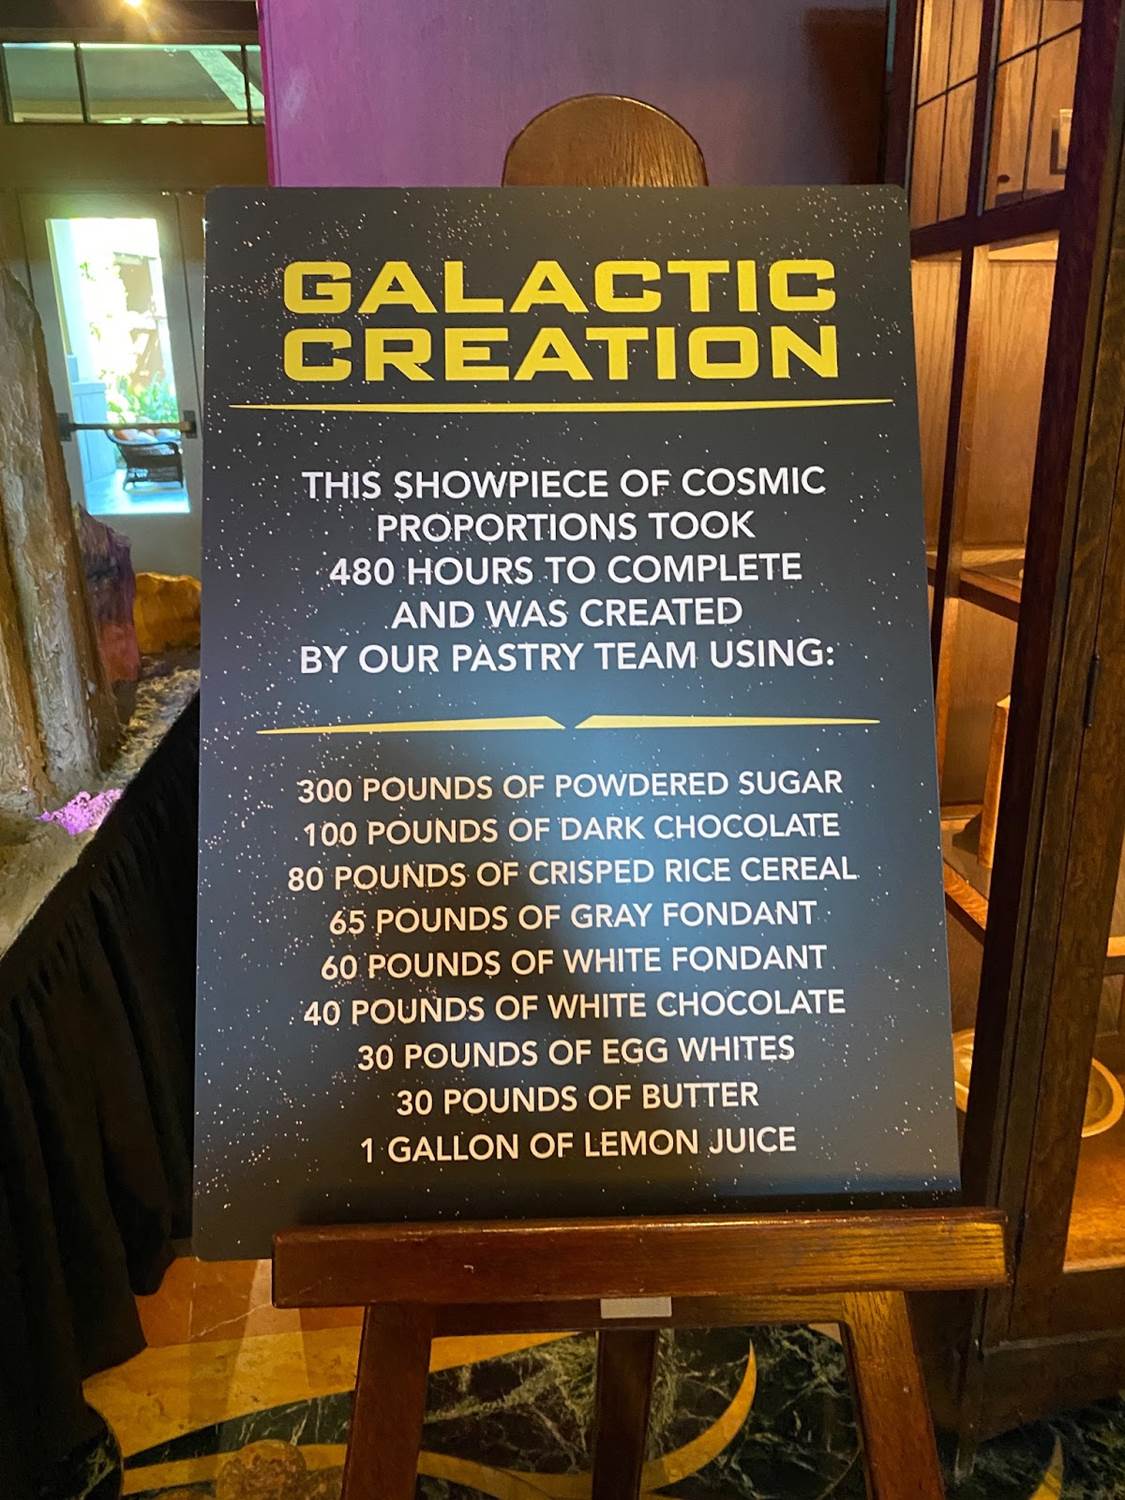 GALACTIC
CREATION
THIS SHOWPIECE OF COSMIC
PROPORTIONS TOOK
480 HOURS TO COMPLETE
AND WAS CREATED
BY OUR PASTRY TEAM USING:
300 POUNDS OF POWDERED SUGAR
100 POUNDS OF DARK CHOCOLATE
80 POUNDS OF CRISPED RICE CEREAL
65 POUNDS OF GRAY FONDANT
60 POUNDS OF WHITE FONDANT
40 POUNDS OF WHITE CHOCOLATE
30 POUNDS OF EGG WHITES
30 POUNDS OF BUTTER
1 GALLON OF LEMON JUICE